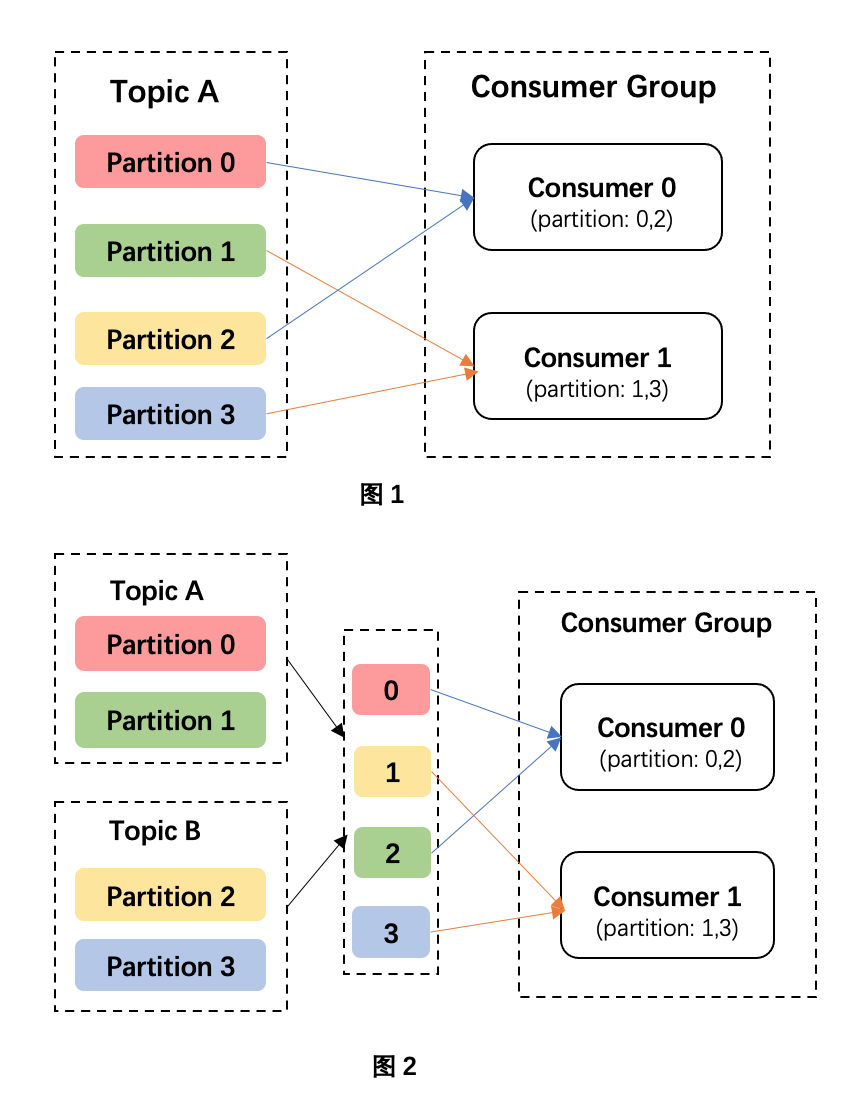 Topic A
Partition 0
Partition 1
Partition 2
Partition 3
Consumer Group
Consumer 0
(partition: 0,2)
Consumer 1
(partition: 1,3)
图 1
Topic A
Partition 0
Partition 1
Topic B
Partition 2
Partition 3
0
1
2
3
Consumer Group
Consumer 0
(partition: 0,2)
Consumer 1
(partition: 1,3)
图 2